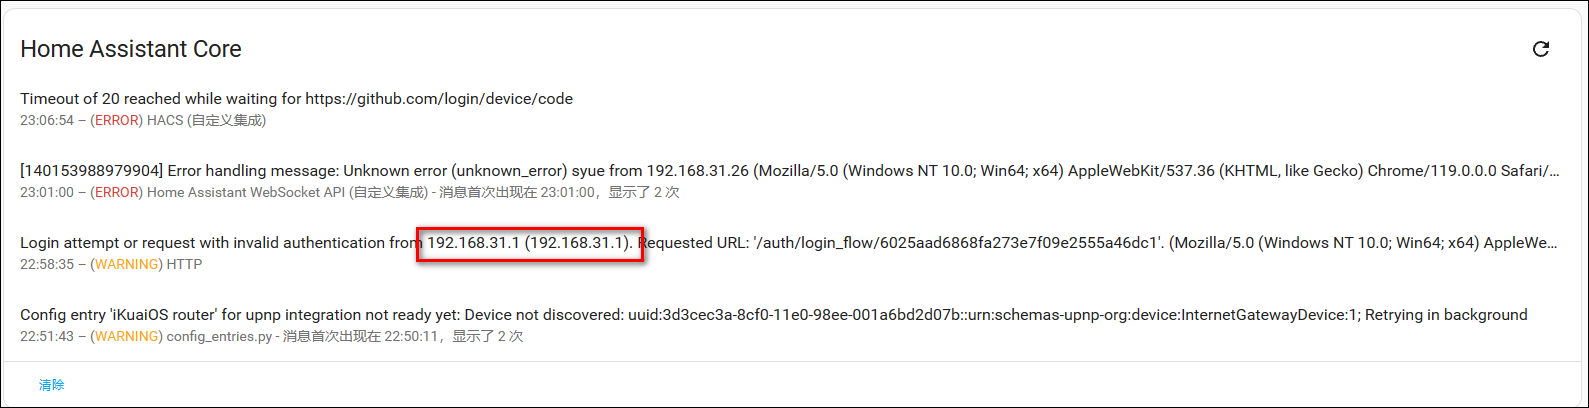 Home Assistant Core
Timeout of 20 reached while waiting for https://github.com/login/device/code
23:06:54 – (ERROR) HACS (自定义集成)
[140153988979904] Error handling message: Unknown error (unknown_error) syue from 192.168.31.26 (Mozilla/5.0 (Windows NT 10.0; Win64; x64) AppleWebKit/537.36 (KHTML, like Gecko) Chrome/119.0.0.0 Safari/…
23:01:00 – (ERROR) Home Assistant WebSocket API (自定义集成) - 消息首次出现在 23:01:00，显示了 2 次
Login attempt or request with invalid authentication from 192.168.31.1 (192.168.31.1). Requested URL: '/auth/login_flow/6025aad6868fa273e7f09e2555a46dc1'. (Mozilla/5.0 (Windows NT 10.0; Win64; x64) AppleWe…
22:58:35 – (WARNING) HTTP
Config entry 'iKuaiOS router' for upnp integration not ready yet: Device not discovered: uuid:3d3cec3a-8cf0-11e0-98ee-001a6bd2d07b::urn:schemas-upnp-org:device:InternetGatewayDevice:1; Retrying in background
22:51:43 – (WARNING) config_entries.py - 消息首次出现在 22:50:11，显示了 2 次
清除